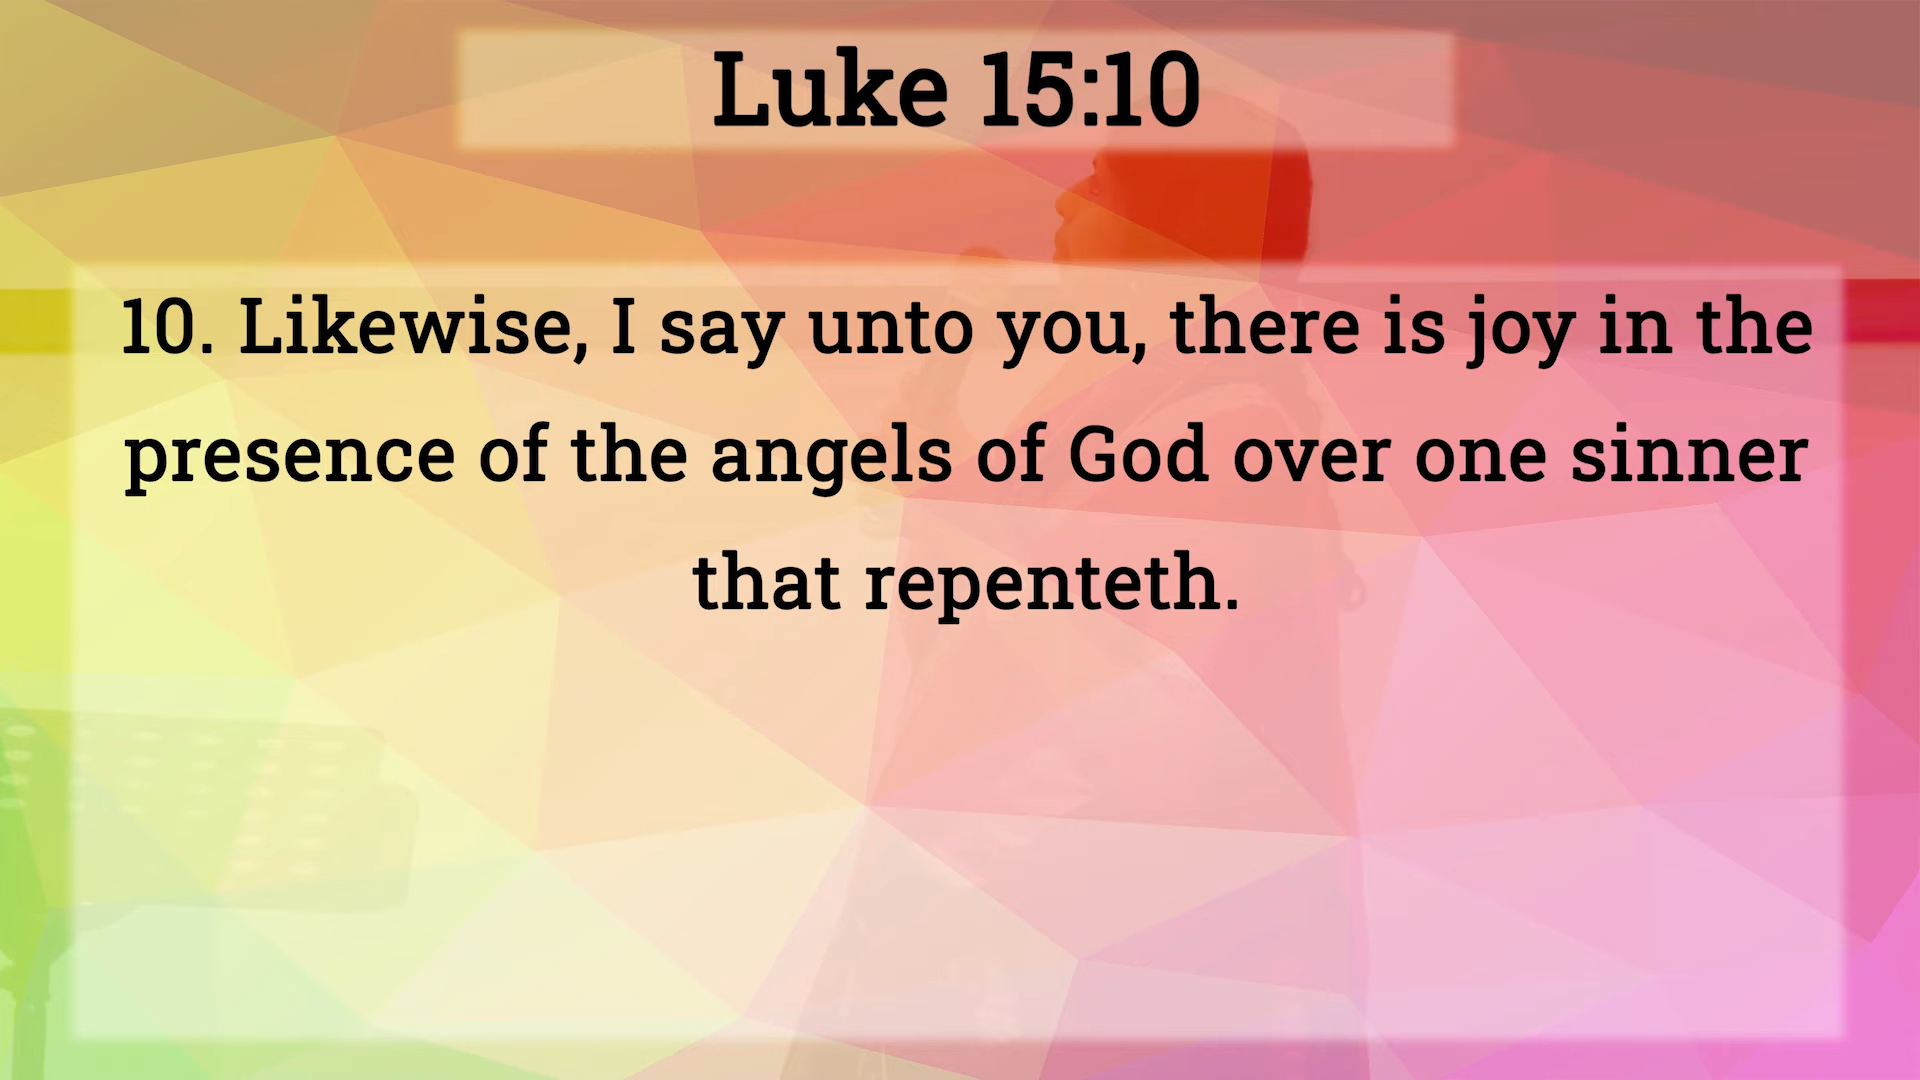 Luke 15:10
10. Likewise, I say unto you, there is joy in the
presence of the angels of God over one sinner
that repenteth.